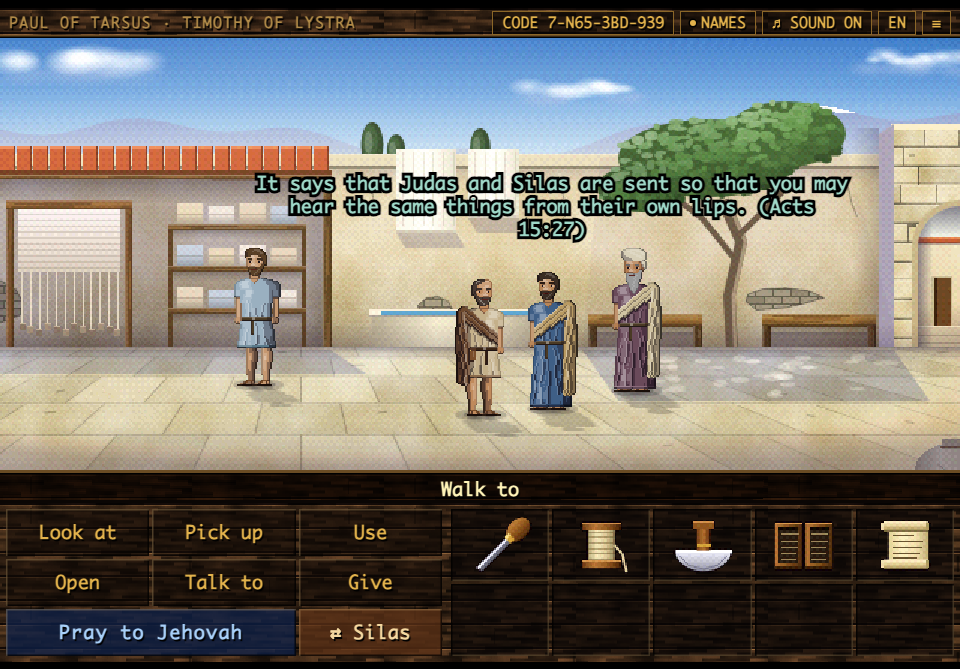 PAUL OF TARSUS · TIMOTHY OF LYSTRA
CODE 7-N65-3BD-939
• NAMES
♬ SOUND ON
EN
≡
It says that Judas and Silas are sent so that you may
hear the same things from their own lips. (Acts
15:27)
Walk to
Look at
Pick up
Use
Open
Talk to
Give
Pray to Jehovah
⇄ Silas